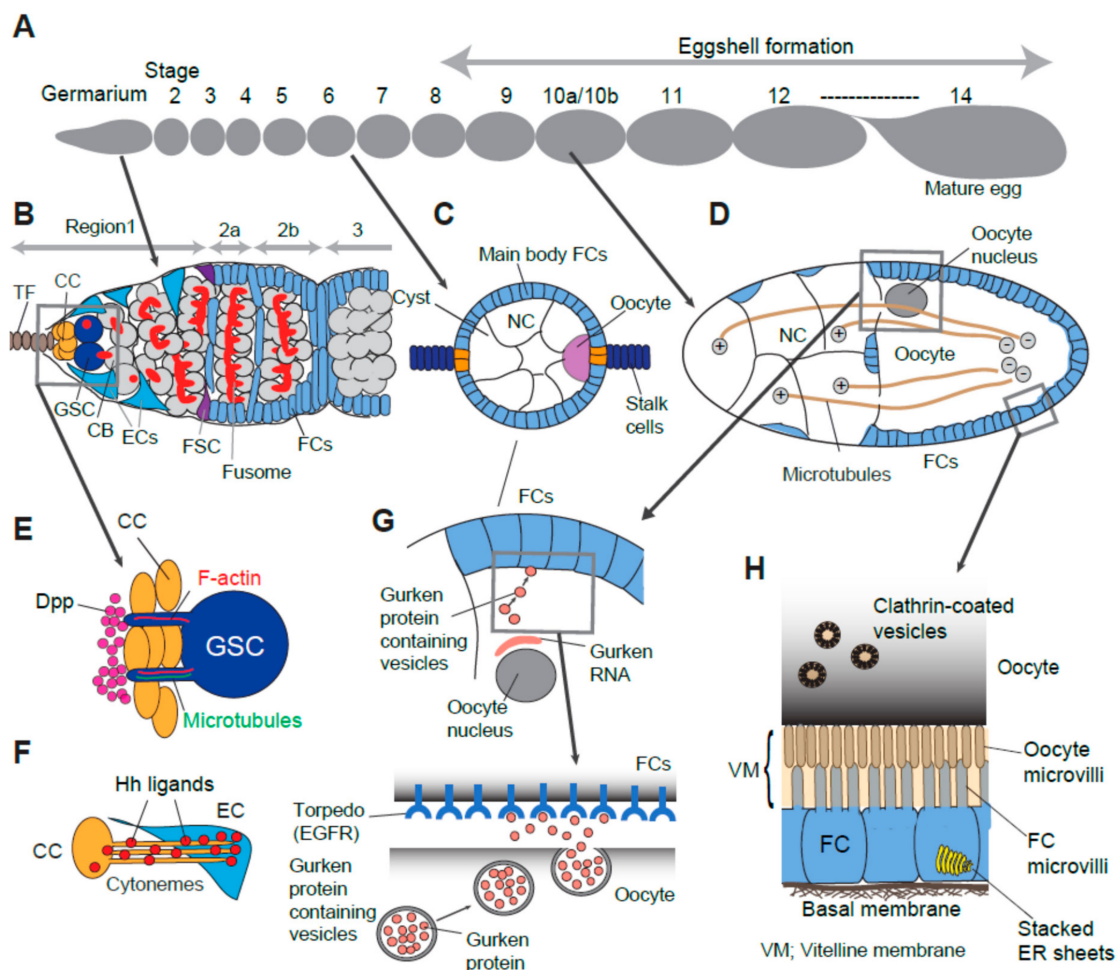 A
Eggshell formation
Stage
Germarium 2 3 4 5 6 7 8 9 10a/10b 11 12 -------------- 14
Mature egg
B
Region1 2a 2b 3
TF
CC
GSC
CB
ECs
FSC
Fusome
FCs
C
Main body FCs
Cyst
NC
Oocyte
Stalk
cells
D
Oocyte
nucleus
NC
Oocyte
+
+
+
−
−
−
−
Microtubules
FCs
E
CC
Dpp
F-actin
GSC
Microtubules
F
Hh ligands
EC
CC
Cytonemes
G
FCs
Gurken
protein
containing
vesicles
Gurken
RNA
Oocyte
nucleus
FCs
Torpedo
(EGFR)
Gurken
protein
containing
vesicles
Oocyte
Gurken
protein
H
Clathrin-coated
vesicles
Oocyte
VM
Oocyte
microvilli
FC
FC
microvilli
Basal membrane
Stacked
ER sheets
VM; Vitelline membrane